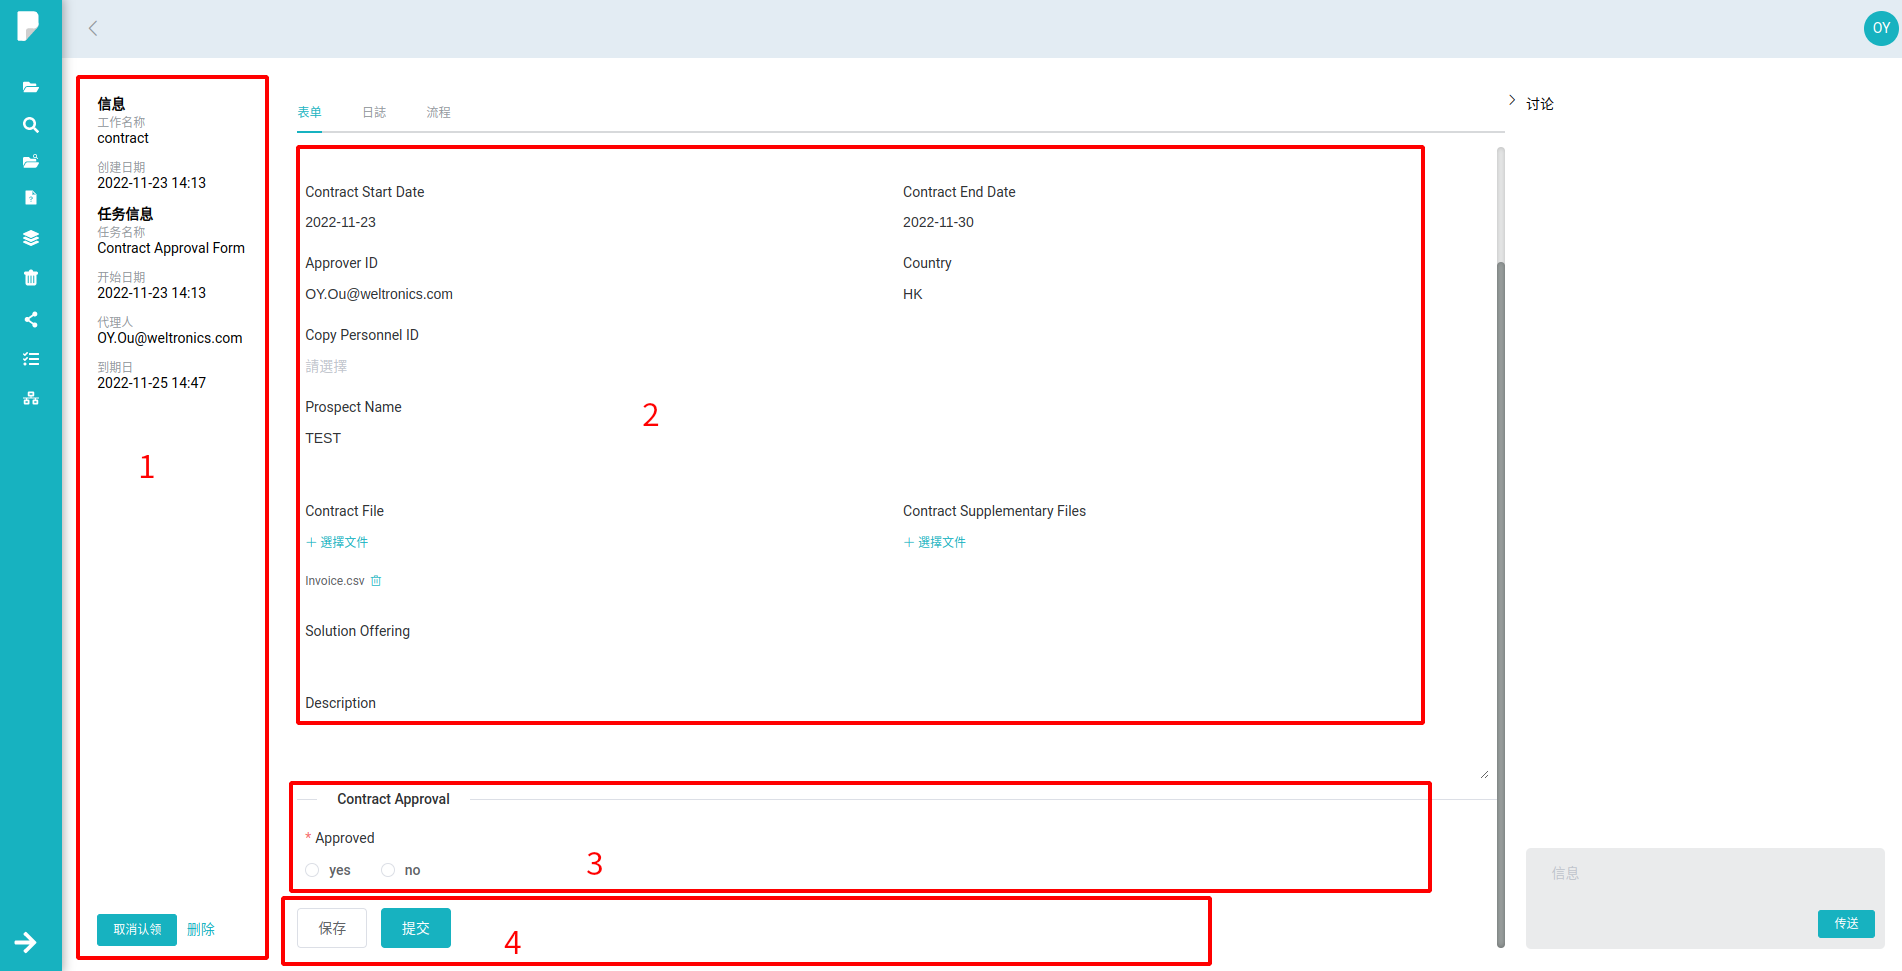 OY
信息
工作名称
contract
创建日期
2022-11-23 14:13
任务信息
任务名称
Contract Approval Form
开始日期
2022-11-23 14:13
代理人
OY.Ou@weltronics.com
到期日
2022-11-25 14:47
1
取消认领 删除
表单 日誌 流程
Contract Start Date Contract End Date
2022-11-23 2022-11-30
Approver ID Country
OY.Ou@weltronics.com HK
Copy Personnel ID
請選擇
Prospect Name
2
TEST
Contract File Contract Supplementary Files
+ 選擇文件 + 選擇文件
Invoice.csv
Solution Offering
Description
Contract Approval
* Approved
yes no
3
保存 提交
4
讨论
信息
传送